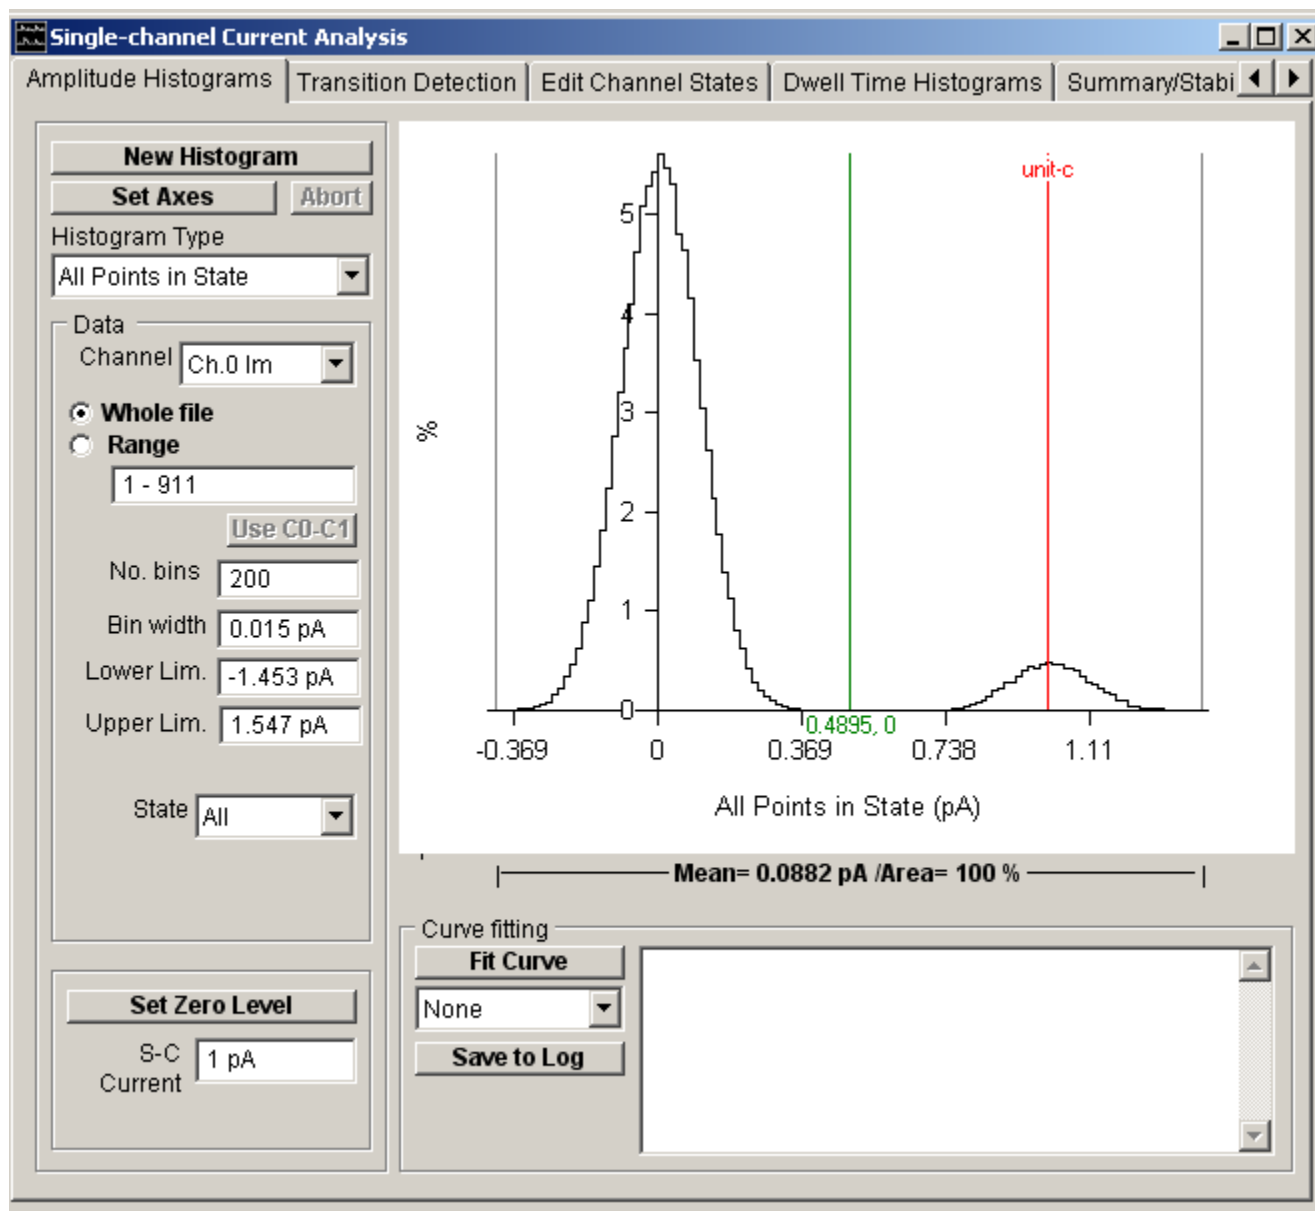 Single-channel Current Analysis
Amplitude Histograms Transition Detection Edit Channel States Dwell Time Histograms Summary/Stabi
New Histogram
Set Axes Abort
Histogram Type
All Points in State
Data
Channel Ch.0 Im
Whole file
Range
1 - 911
Use C0-C1
No. bins 200
Bin width 0.015 pA
Lower Lim. -1.453 pA
Upper Lim. 1.547 pA
State All
Set Zero Level
S-C Current 1 pA
unit-c
5
4
3
2
1
0
%
0.4895, 0
-0.369 0 0.369 0.738 1.11
All Points in State (pA)
Mean= 0.0882 pA /Area= 100 %
Curve fitting
Fit Curve
None
Save to Log